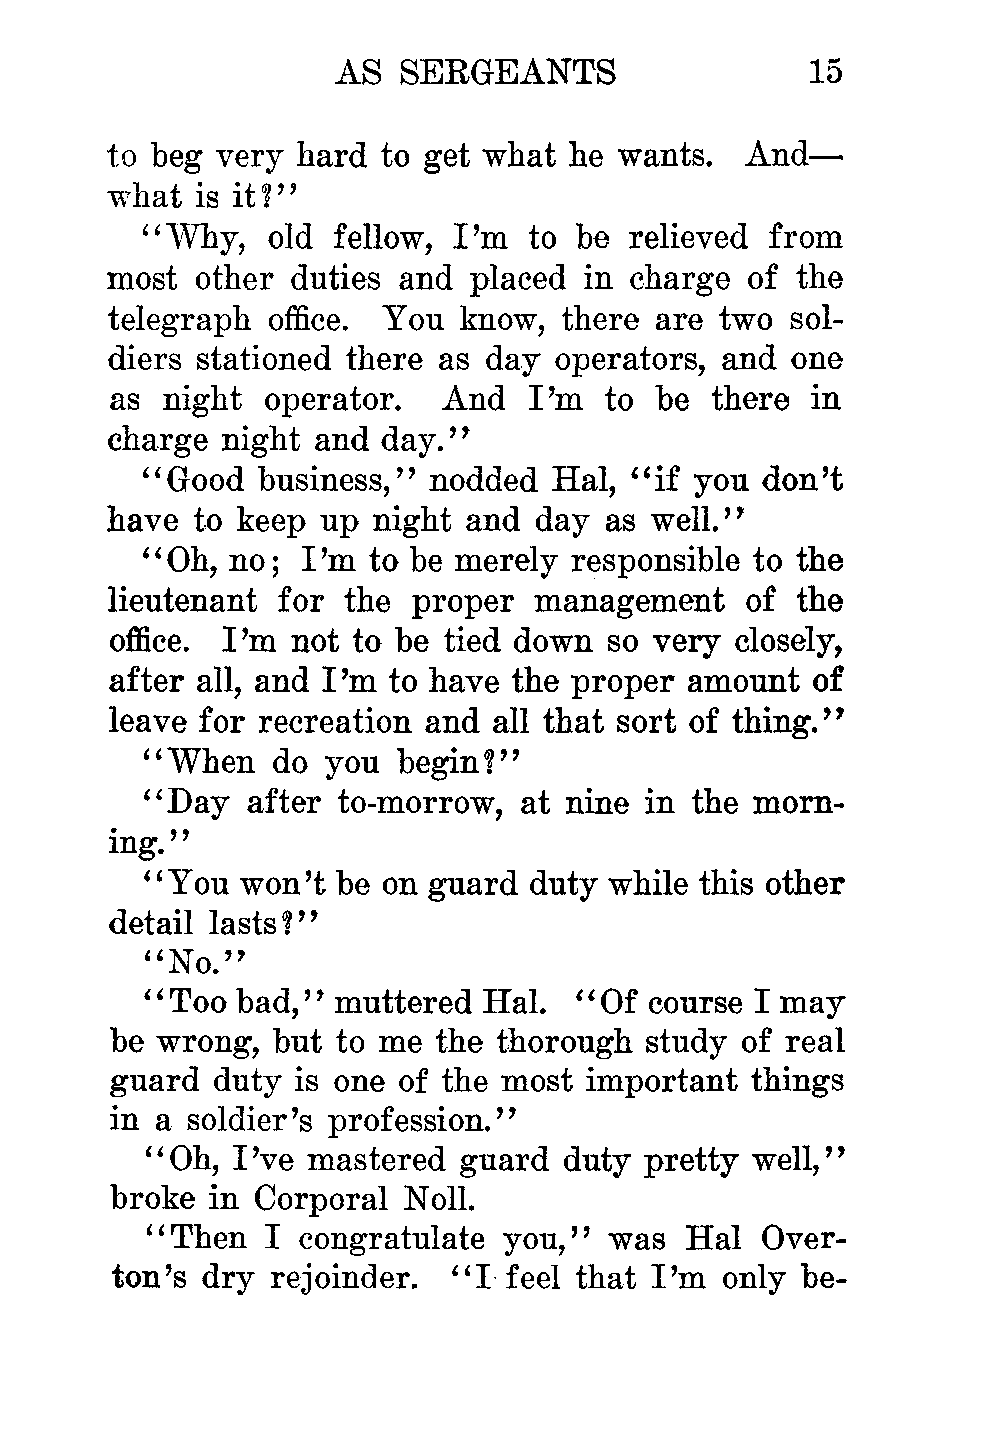 AS SERGEANTS 15
to beg very hard to get what he wants. And—
what is it?”
“Why, old fellow, I’m to be relieved from
most other duties and placed in charge of the
telegraph office. You know, there are two sol-
diers stationed there as day operators, and one
as night operator. And I’m to be there in
charge night and day.”
“Good business,” nodded Hal, “if you don’t
have to keep up night and day as well.”
“Oh, no; I’m to be merely responsible to the
lieutenant for the proper management of the
office. I’m not to be tied down so very closely,
after all, and I’m to have the proper amount of
leave for recreation and all that sort of thing.”
“When do you begin?”
“Day after to-morrow, at nine in the morn-
ing.”
“You won’t be on guard duty while this other
detail lasts?”
“No.”
“Too bad,” muttered Hal. “Of course I may
be wrong, but to me the thorough study of real
guard duty is one of the most important things
in a soldier’s profession.”
“Oh, I’ve mastered guard duty pretty well,”
broke in Corporal Noll.
“Then I congratulate you,” was Hal Over-
ton’s dry rejoinder. “I feel that I’m only be-